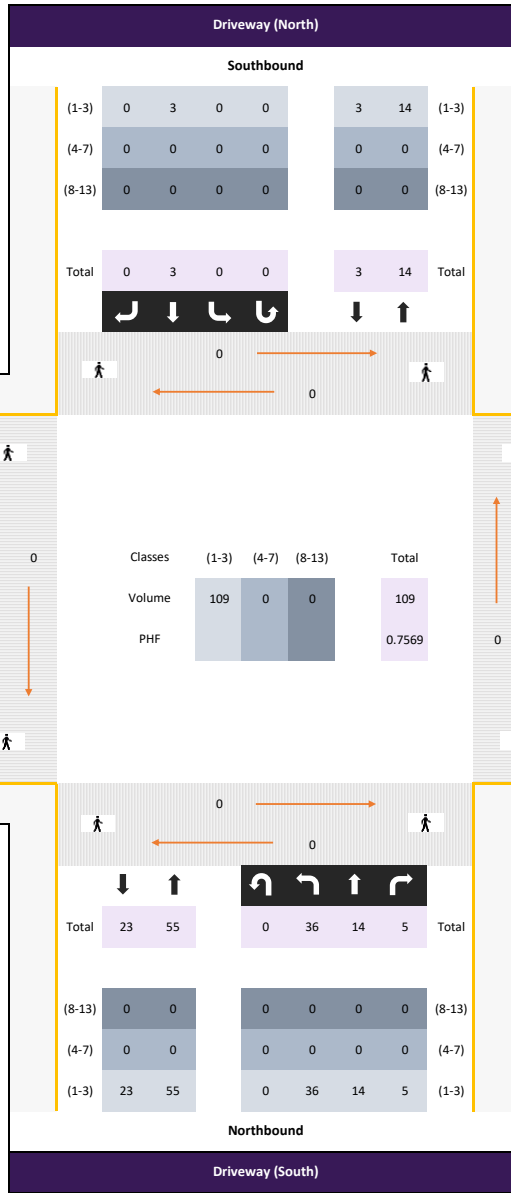 Driveway (North)
Southbound
(1-3) 0 3 0 0 3 14 (1-3)
(4-7) 0 0 0 0 0 0 (4-7)
(8-13) 0 0 0 0 0 0 (8-13)
Total 0 3 0 0 3 14 Total
0
0
0
Classes (1-3) (4-7) (8-13) Total
Volume 109 0 0 109
PHF 0.7569
0
0
0
Total 23 55 0 36 14 5 Total
(8-13) 0 0 0 0 0 0 (8-13)
(4-7) 0 0 0 0 0 0 (4-7)
(1-3) 23 55 0 36 14 5 (1-3)
Northbound
Driveway (South)